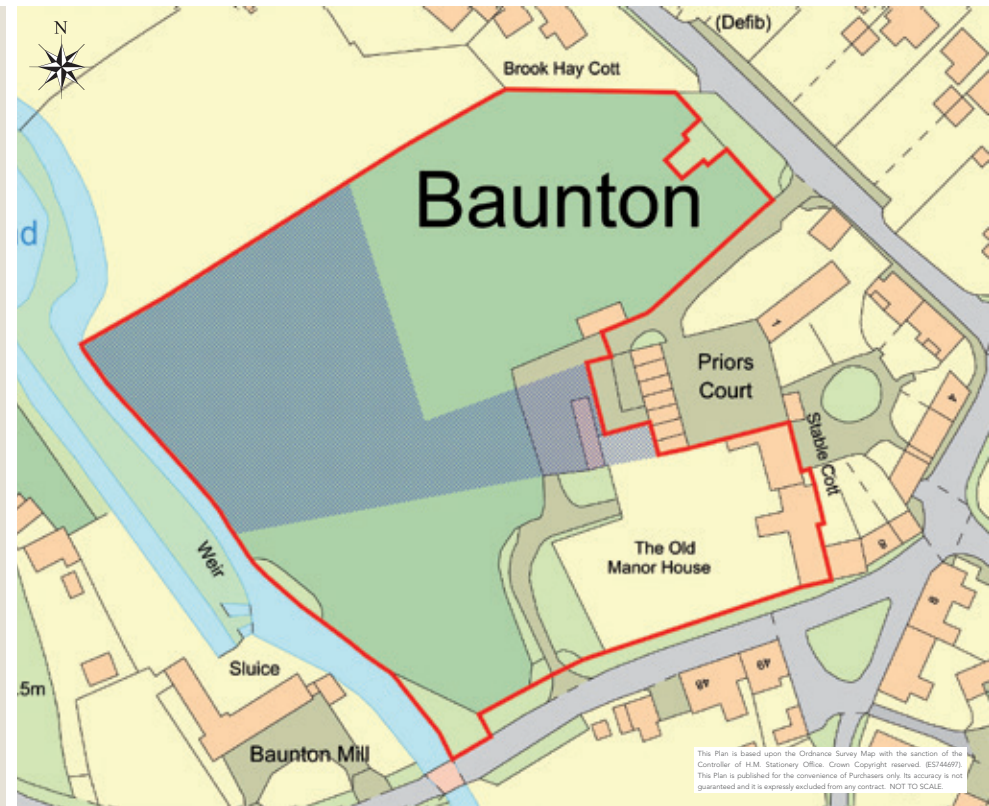 N
(Defib)
Brook Hay Cott
Baunton
d
1
Priors
Court
4
Stable Cott
The Old
Manor House
6
8
Weir
Sluice
49
48
.5m
Baunton Mill
This Plan is based upon the Ordnance Survey Map with the sanction of the
Controller of H.M. Stationery Office. Crown Copyright reserved. (ES744697).
This Plan is published for the convenience of Purchasers only. Its accuracy is not
guaranteed and it is expressly excluded from any contract. NOT TO SCALE.